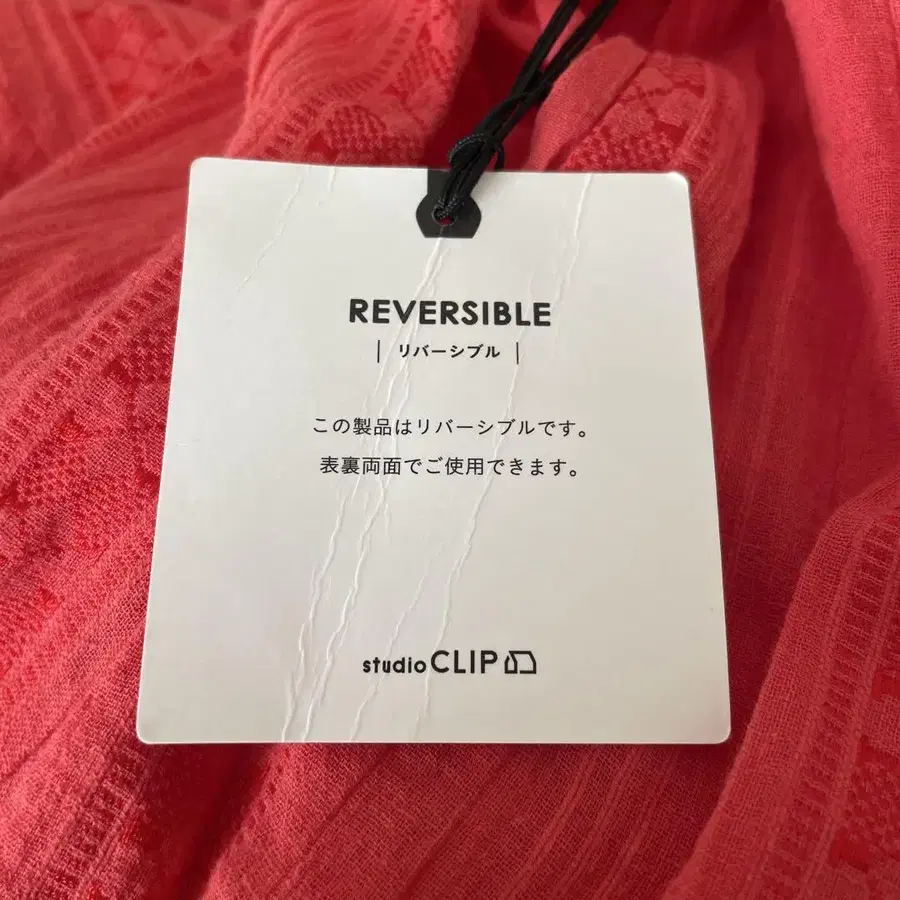 REVERSIBLE
| リバーシブル |
この製品はリバーシブルです。
表裏両面でご使用できます。
studio CLIP